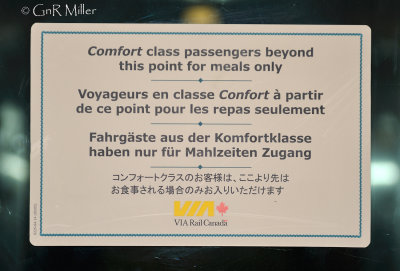 © GnR Miller
Comfort class passengers beyond
this point for meals only
Voyageurs en classe Confort à partir
de ce point pour les repas seulement
Fahrgäste aus der Komfortklasse
haben nur für Mahlzeiten Zugang
コンフォートクラスのお客様は、ここより先は
お食事される場合のみお入りいただけます
VIA
VIA Rail Canada